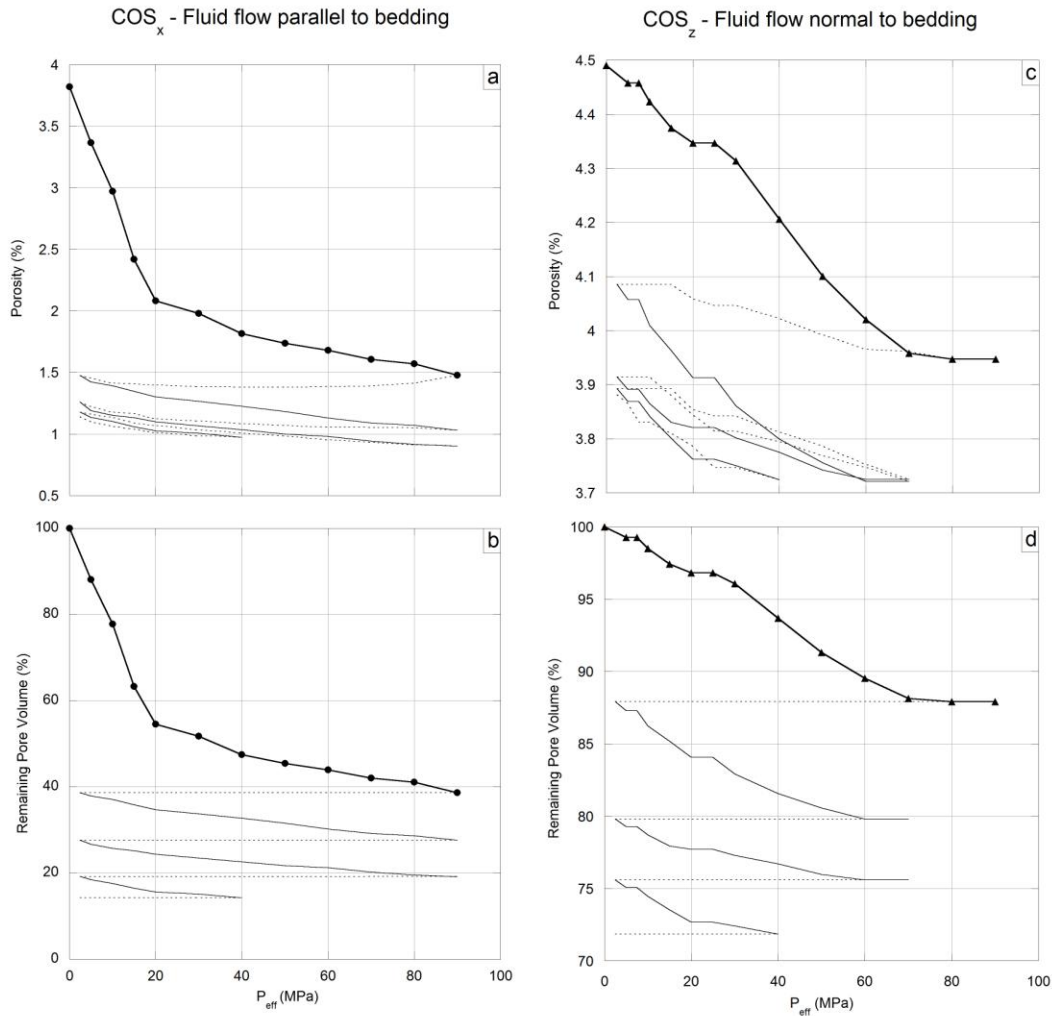 COSx - Fluid flow parallel to bedding
COSz - Fluid flow normal to bedding
a
4
3.5
3
2.5
2
1.5
1
0.5
Porosity (%)
c
4.5
4.4
4.3
4.2
4.1
4
3.9
3.8
3.7
Porosity (%)
b
100
80
60
40
20
0
Remaining Pore Volume (%)
0 20 40 60 80 100
Peff (MPa)
d
100
95
90
85
80
75
70
Remaining Pore Volume (%)
0 20 40 60 80 100
Peff (MPa)